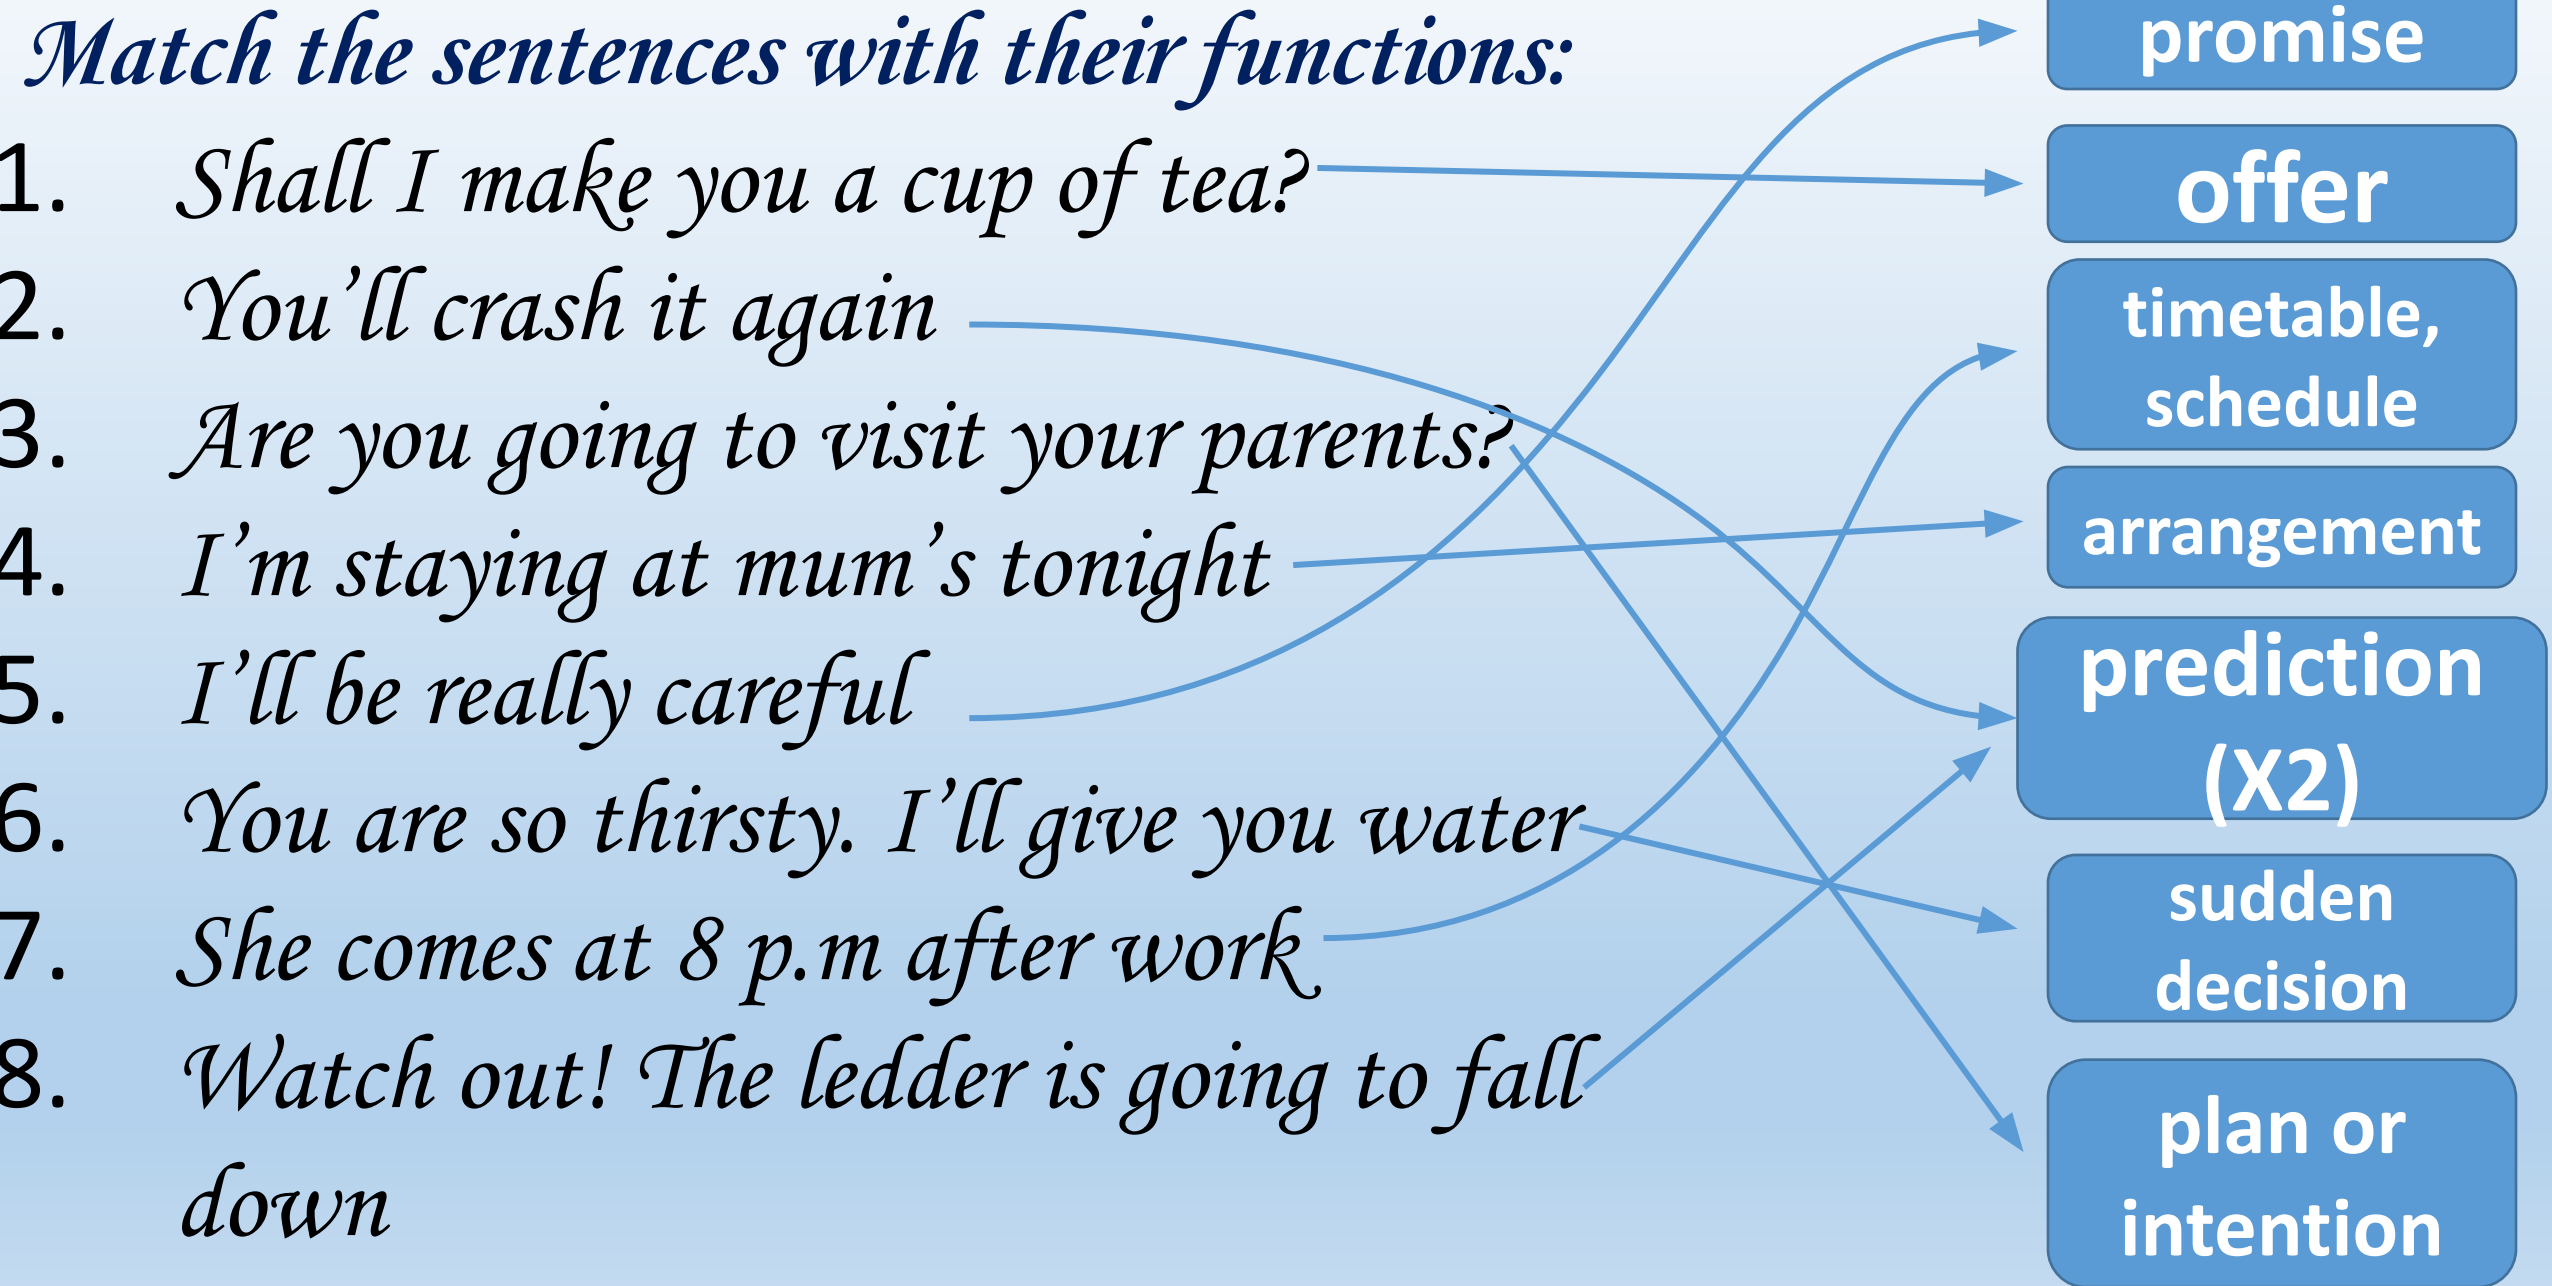 Match the sentences with their functions:
1. Shall I make you a cup of tea?
2. You’ll crash it again
3. Are you going to visit your parents?
4. I’m staying at mum’s tonight
5. I’ll be really careful
6. You are so thirsty. I’ll give you water
7. She comes at 8 p.m after work
8. Watch out! The ledder is going to fall
down
promise
offer
timetable,
schedule
arrangement
prediction
(X2)
sudden
decision
plan or
intention